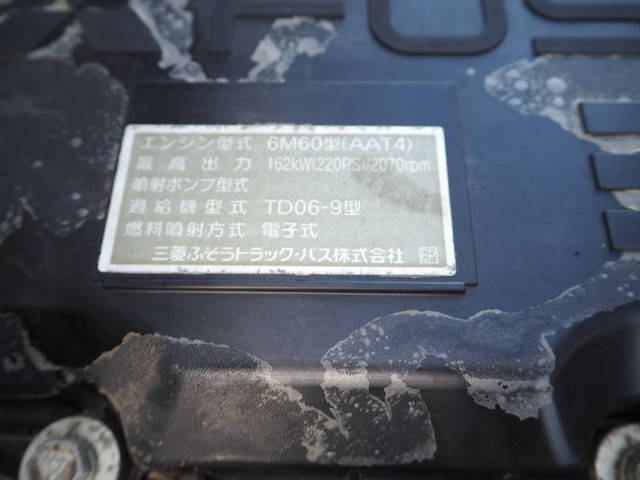 FUS
エンジン型式 6M60型(AAT4)
最高出力 162kW(220PS)/2070rpm
噴射ポンプ型式
過給機型式 TD06-9型
燃料噴射方式 電子式
三菱ふそうトラック・バス株式会社 EP